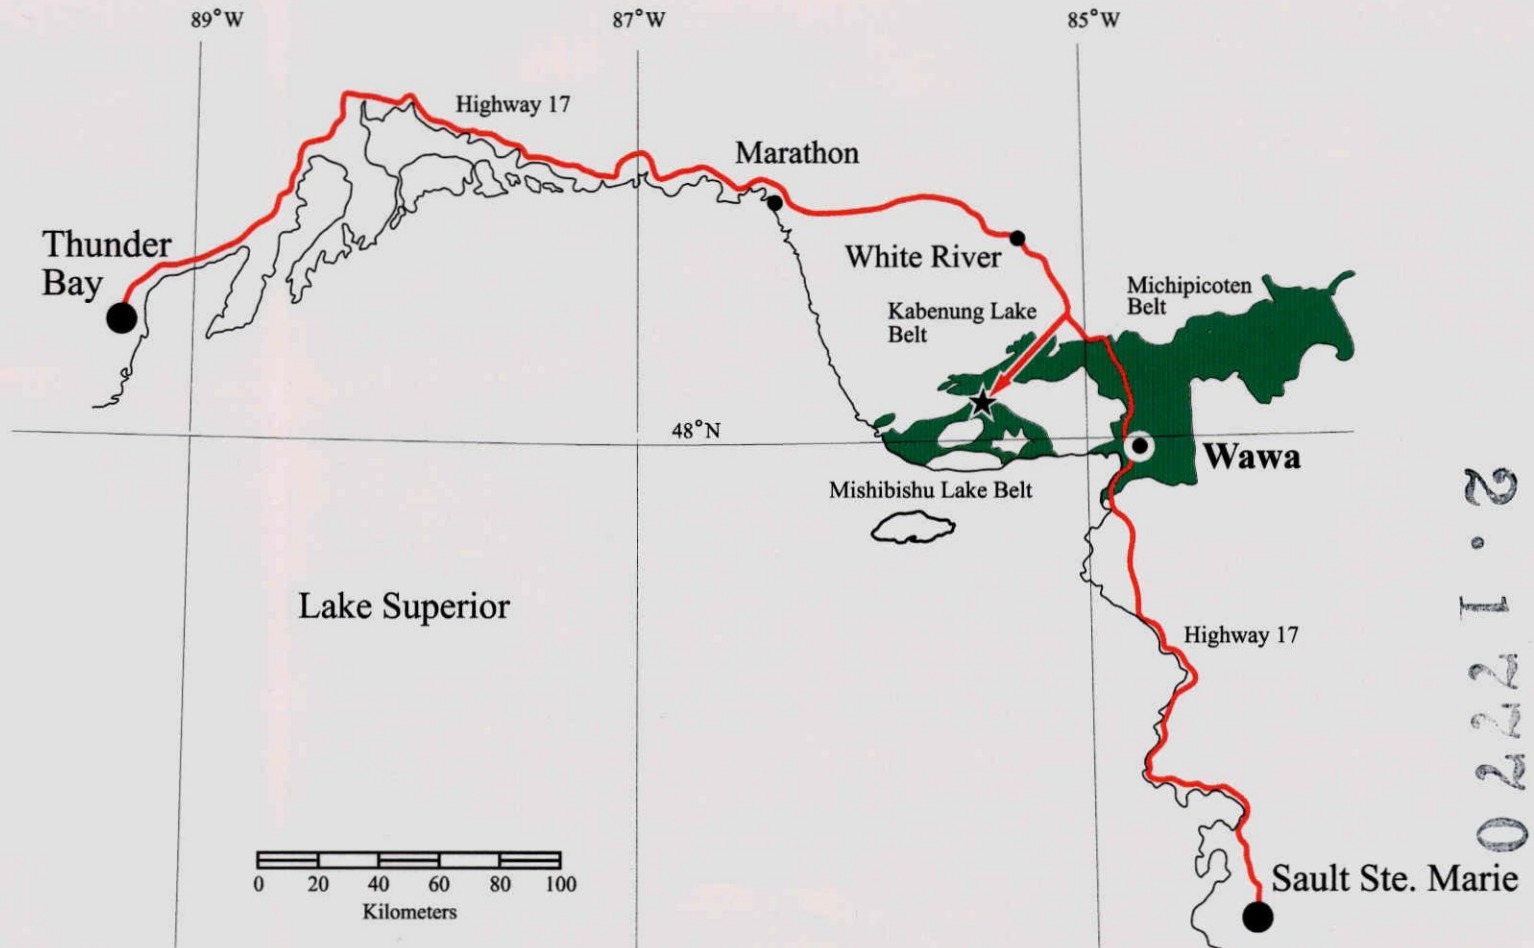 89°W
87°W
85°W
Highway 17
Marathon
Thunder
Bay
White River
Michipicoten
Belt
Kabenung Lake
Belt
48°N
Wawa
Mishibishu Lake Belt
Lake Superior
Highway 17
0 20 40 60 80 100
Kilometers
Sault Ste. Marie
2.12220